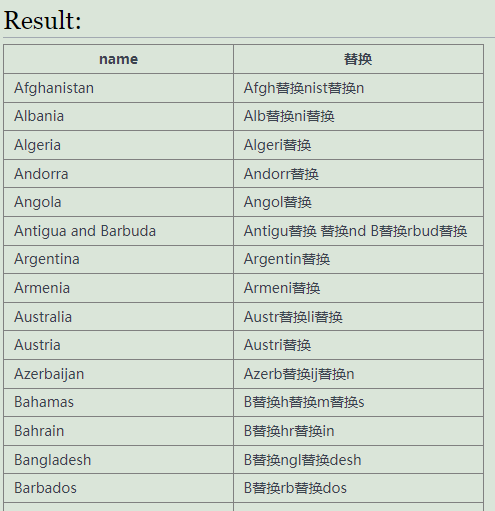 Result:
name 替换
Afghanistan Afgh替换nist替换n
Albania Alb替换ni替换
Algeria Algeri替换
Andorra Andorr替换
Angola Angol替换
Antigua and Barbuda Antigu替换 替换nd B替换rbud替换
Argentina Argentin替换
Armenia Armeni替换
Australia Austr替换li替换
Austria Austri替换
Azerbaijan Azerb替换ij替换n
Bahamas B替换h替换m替换s
Bahrain B替换hr替换in
Bangladesh B替换ngl替换desh
Barbados B替换rb替换dos